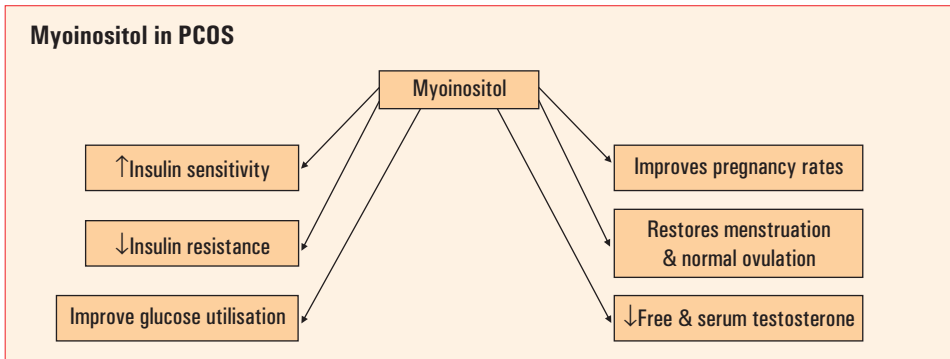 Myoinositol in PCOS
Myoinositol
↑Insulin sensitivity
↓Insulin resistance
Improve glucose utilisation
Improves pregnancy rates
Restores menstruation
& normal ovulation
↓Free & serum testosterone